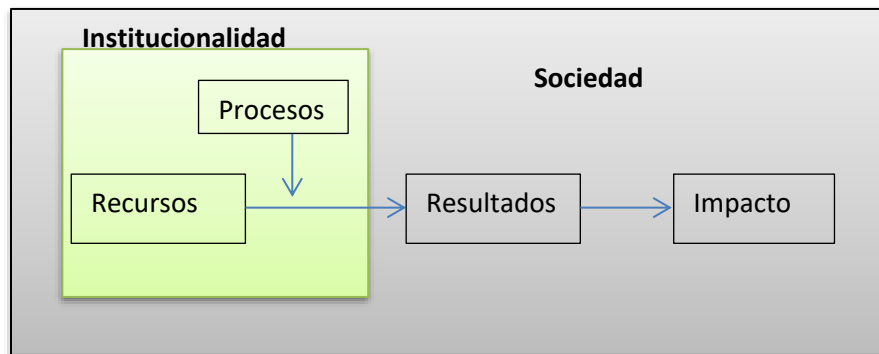 Institucionalidad
Sociedad
Procesos
Recursos
Resultados
Impacto